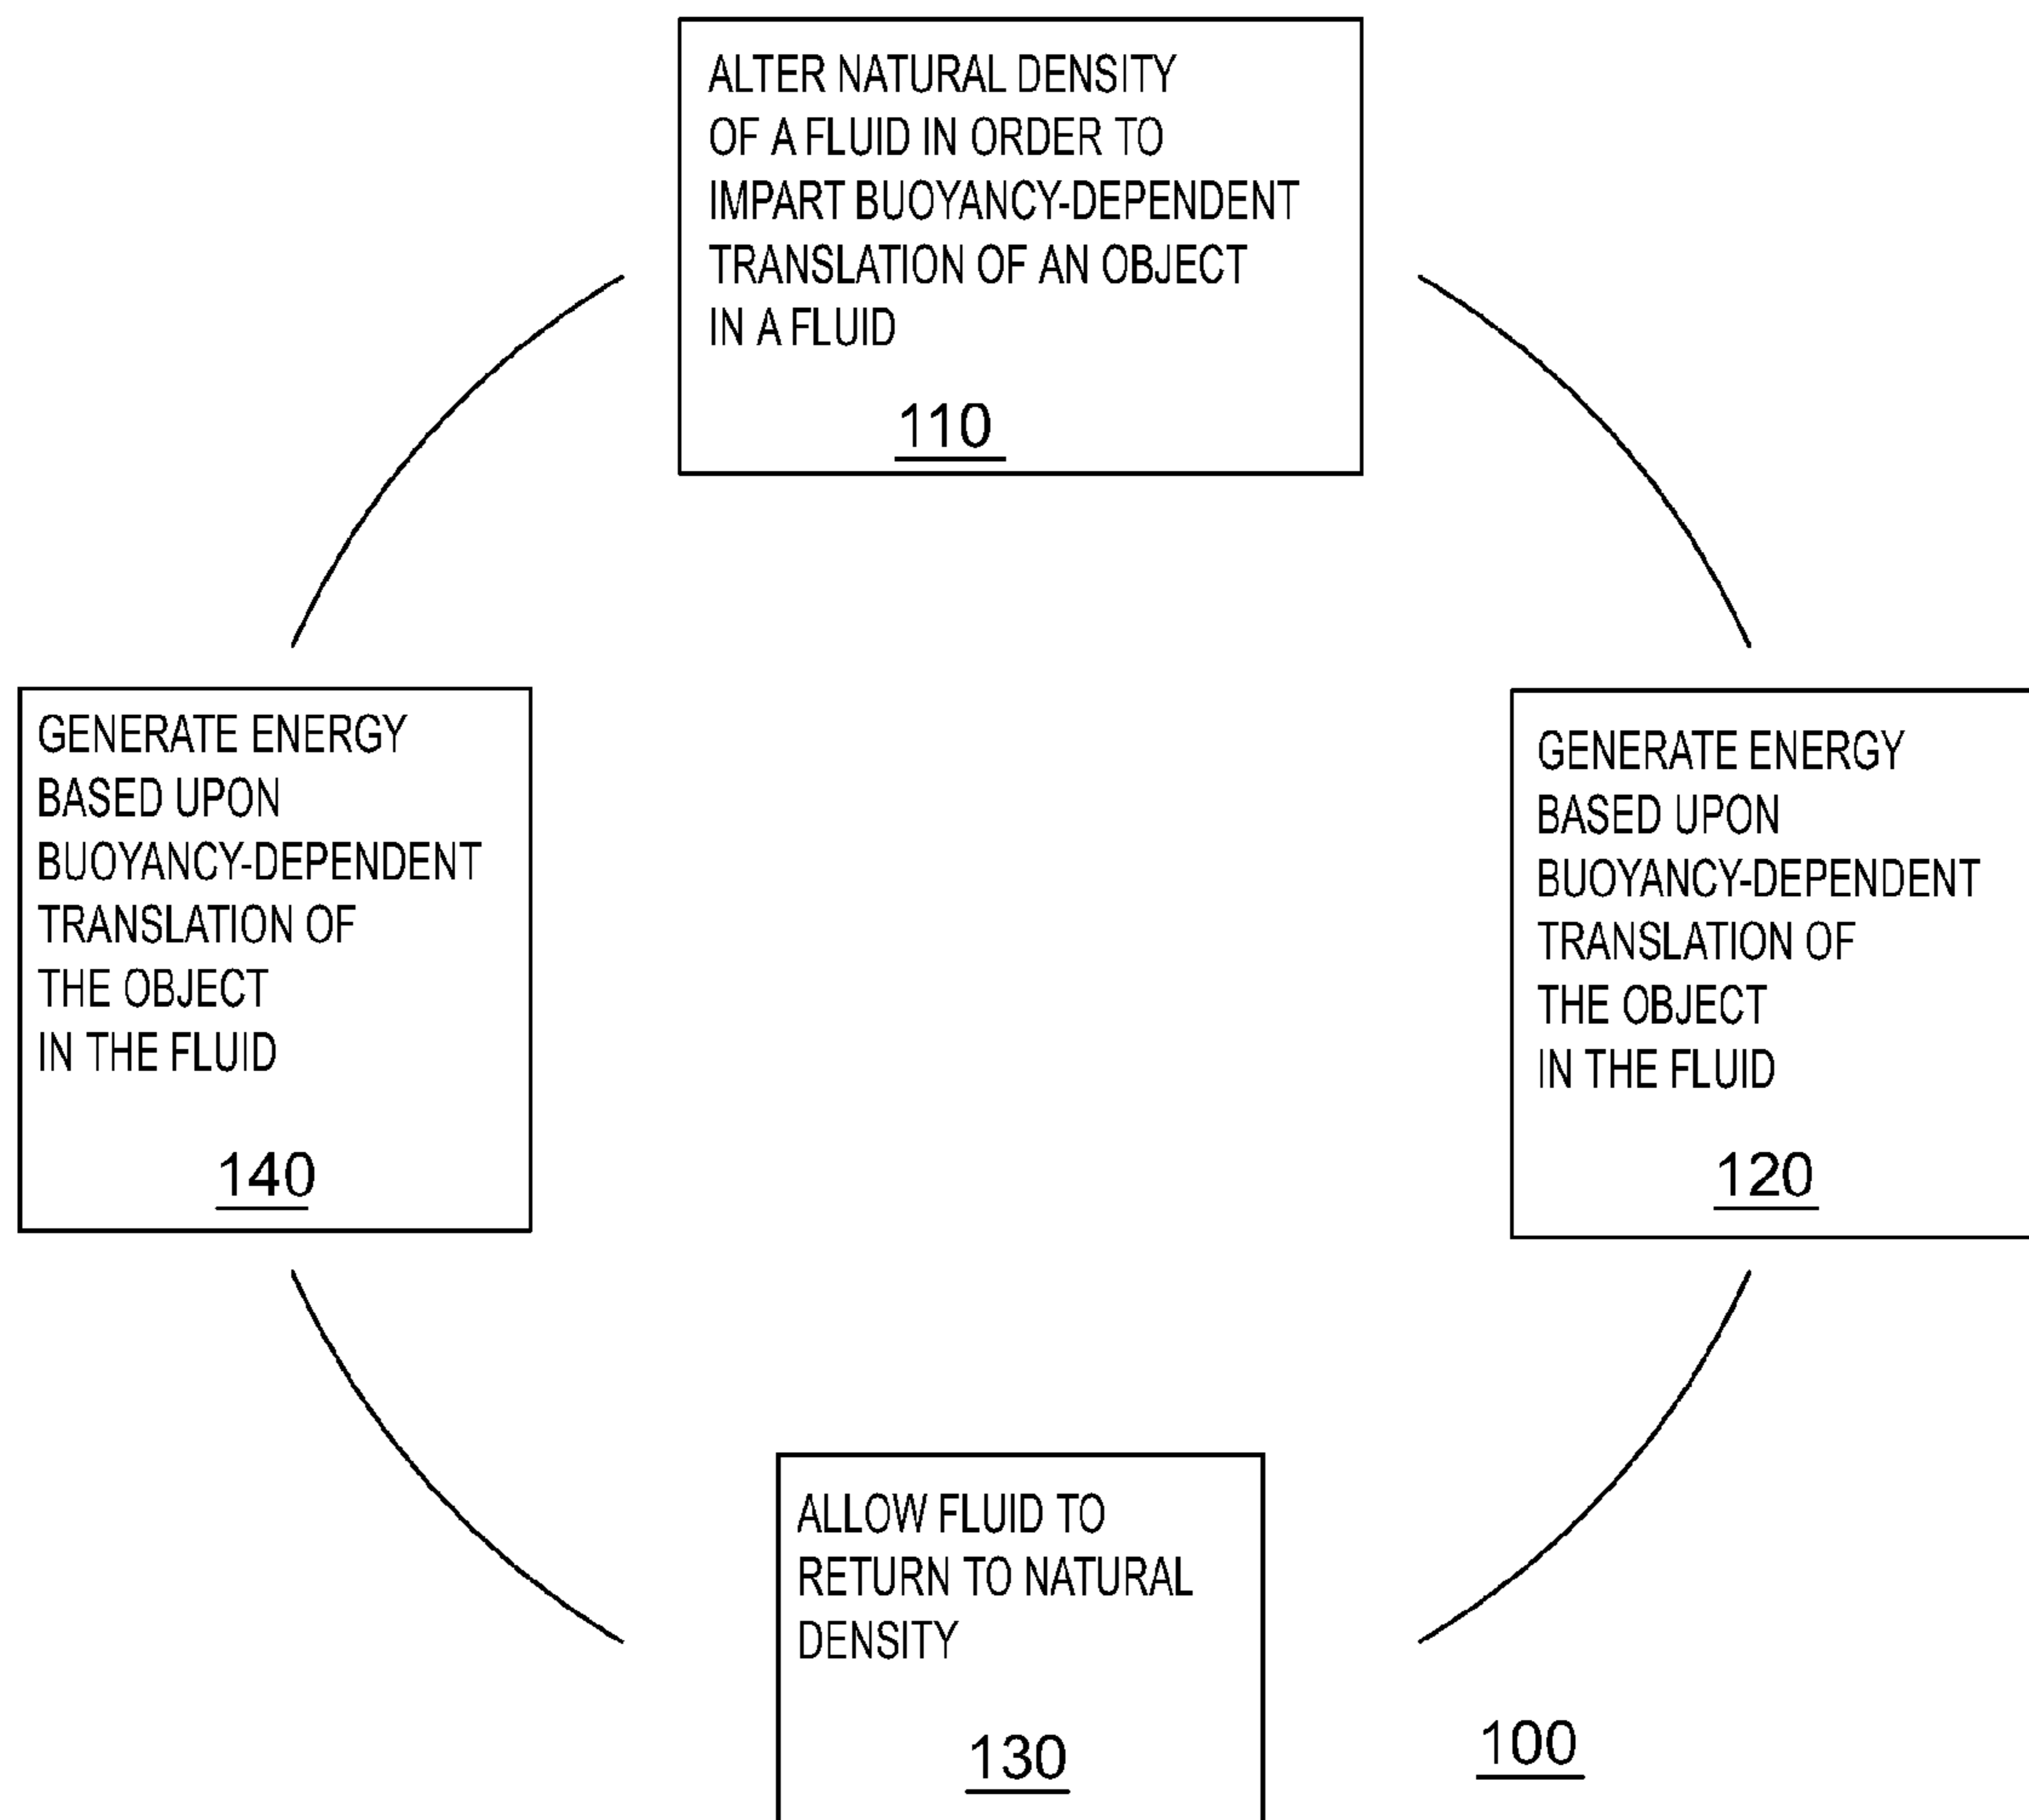 ALTER NATURAL DENSITY
OF A FLUID IN ORDER TO
IMPART BUOYANCY-DEPENDENT
TRANSLATION OF AN OBJECT
IN A FLUID
110
GENERATE ENERGY
BASED UPON
BUOYANCY-DEPENDENT
TRANSLATION OF
THE OBJECT
IN THE FLUID
140
GENERATE ENERGY
BASED UPON
BUOYANCY-DEPENDENT
TRANSLATION OF
THE OBJECT
IN THE FLUID
120
ALLOW FLUID TO
RETURN TO NATURAL
DENSITY
130
100